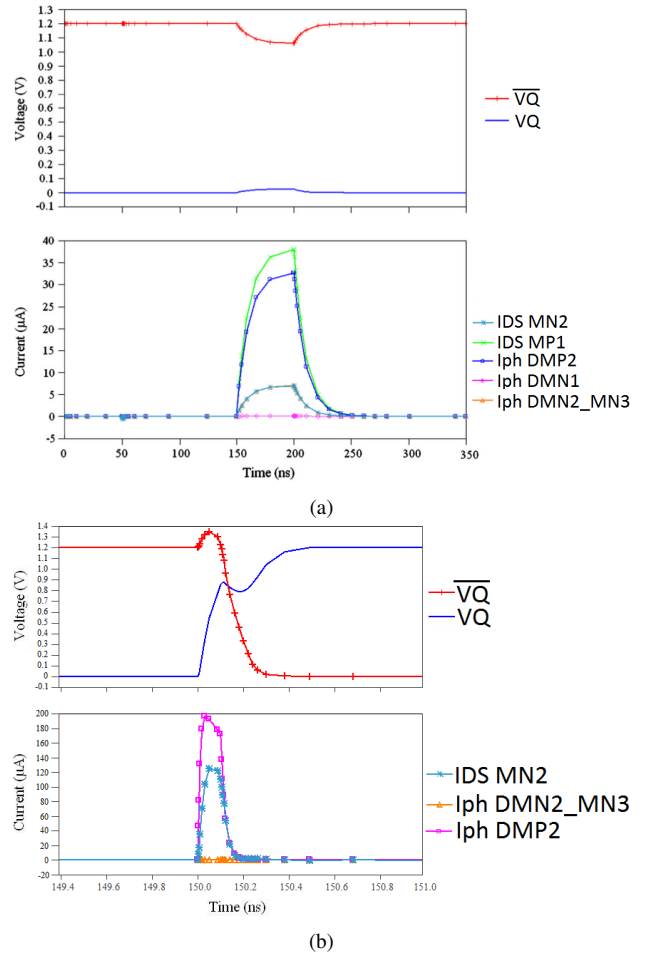 1.3
1.2
1.1
1.0
0.9
0.8
0.7
0.6
0.5
0.4
0.3
0.2
0.1
0
-0.1
Voltage (V)
VQ
VQ
40
35
30
25
20
15
10
5
0
-5
Current (μA)
0 50 100 150 200 250 300 350
Time (ns)
IDS MN2
IDS MP1
Iph DMP2
Iph DMN1
Iph DMN2_MN3
(a)
1.4
1.3
1.2
1.1
1.0
0.9
0.8
0.7
0.6
0.5
0.4
0.3
0.2
0.1
0
-0.1
Voltage (V)
VQ
VQ
200
180
160
140
120
100
80
60
40
20
0
-20
Current (μA)
149.4 149.6 149.8 150.0 150.2 150.4 150.6 150.8 151.0
Time (ns)
IDS MN2
Iph DMN2_MN3
Iph DMP2
(b)